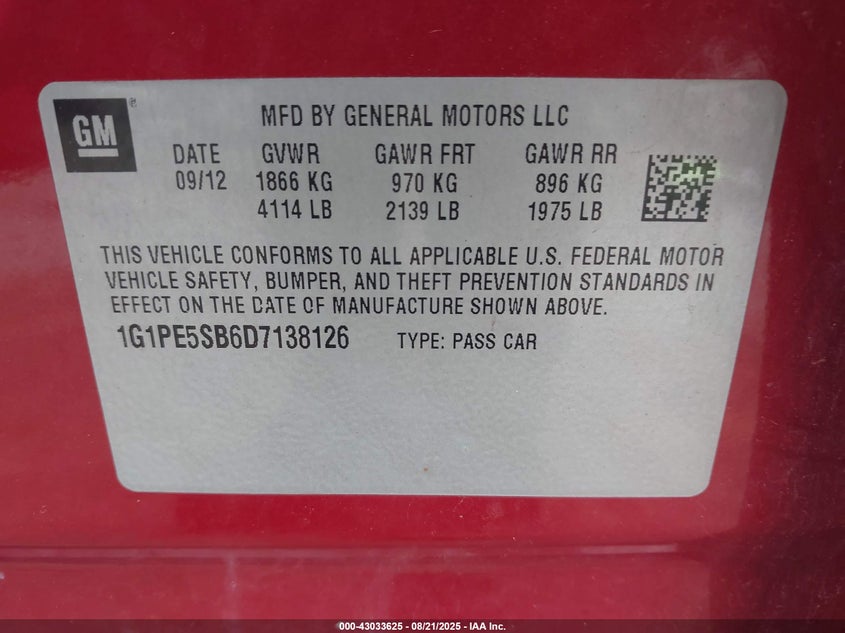 GM ®
MFD BY GENERAL MOTORS LLC
DATE GVWR GAWR FRT GAWR RR
09/12 1866 KG 970 KG 896 KG
4114 LB 2139 LB 1975 LB
THIS VEHICLE CONFORMS TO ALL APPLICABLE U.S. FEDERAL MOTOR
VEHICLE SAFETY, BUMPER, AND THEFT PREVENTION STANDARDS IN
EFFECT ON THE DATE OF MANUFACTURE SHOWN ABOVE.
1G1PE5SB6D7138126 TYPE: PASS CAR
000-43033625 - 08/21/2025 - IAA Inc.